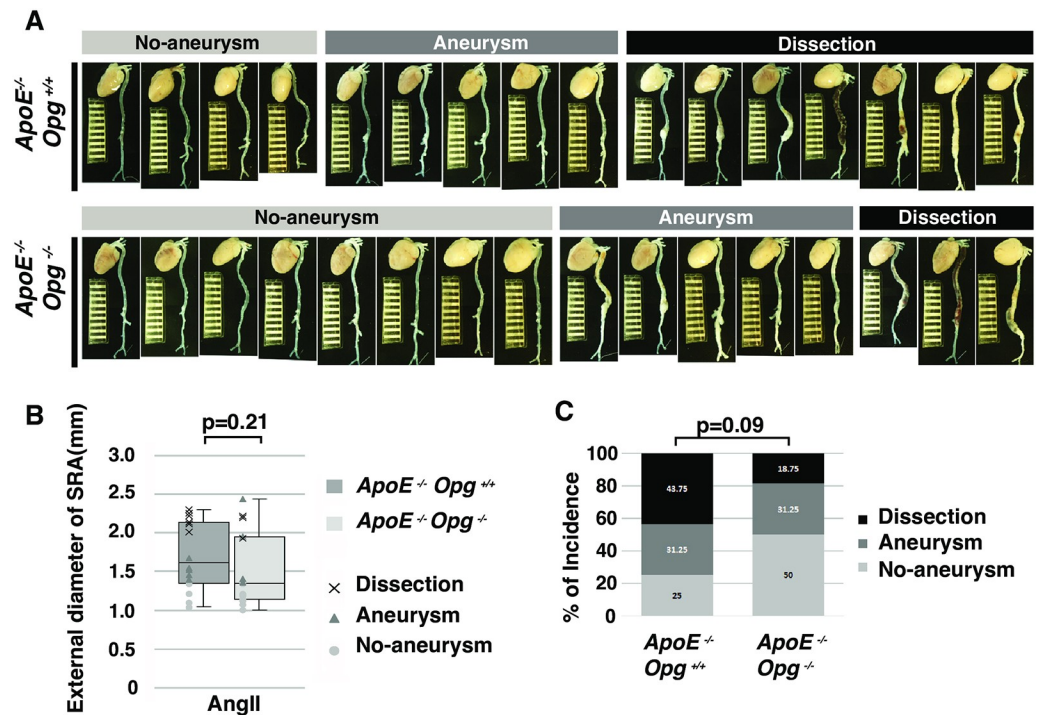 A
No-aneurysm
Aneurysm
Dissection
ApoE -/-
Opg +/+
No-aneurysm
Aneurysm
Dissection
ApoE -/-
Opg -/-
B
p=0.21
External diameter of SRA(mm)
3.0
2.5
2.0
1.5
1.0
0.5
0
AngII
ApoE -/- Opg +/+
ApoE -/- Opg -/-
Dissection
Aneurysm
No-aneurysm
C
p=0.09
% of Incidence
100
80
60
40
20
0
43.75
31.25
25
18.75
31.25
50
ApoE -/-
Opg +/+
ApoE -/-
Opg -/-
Dissection
Aneurysm
No-aneurysm